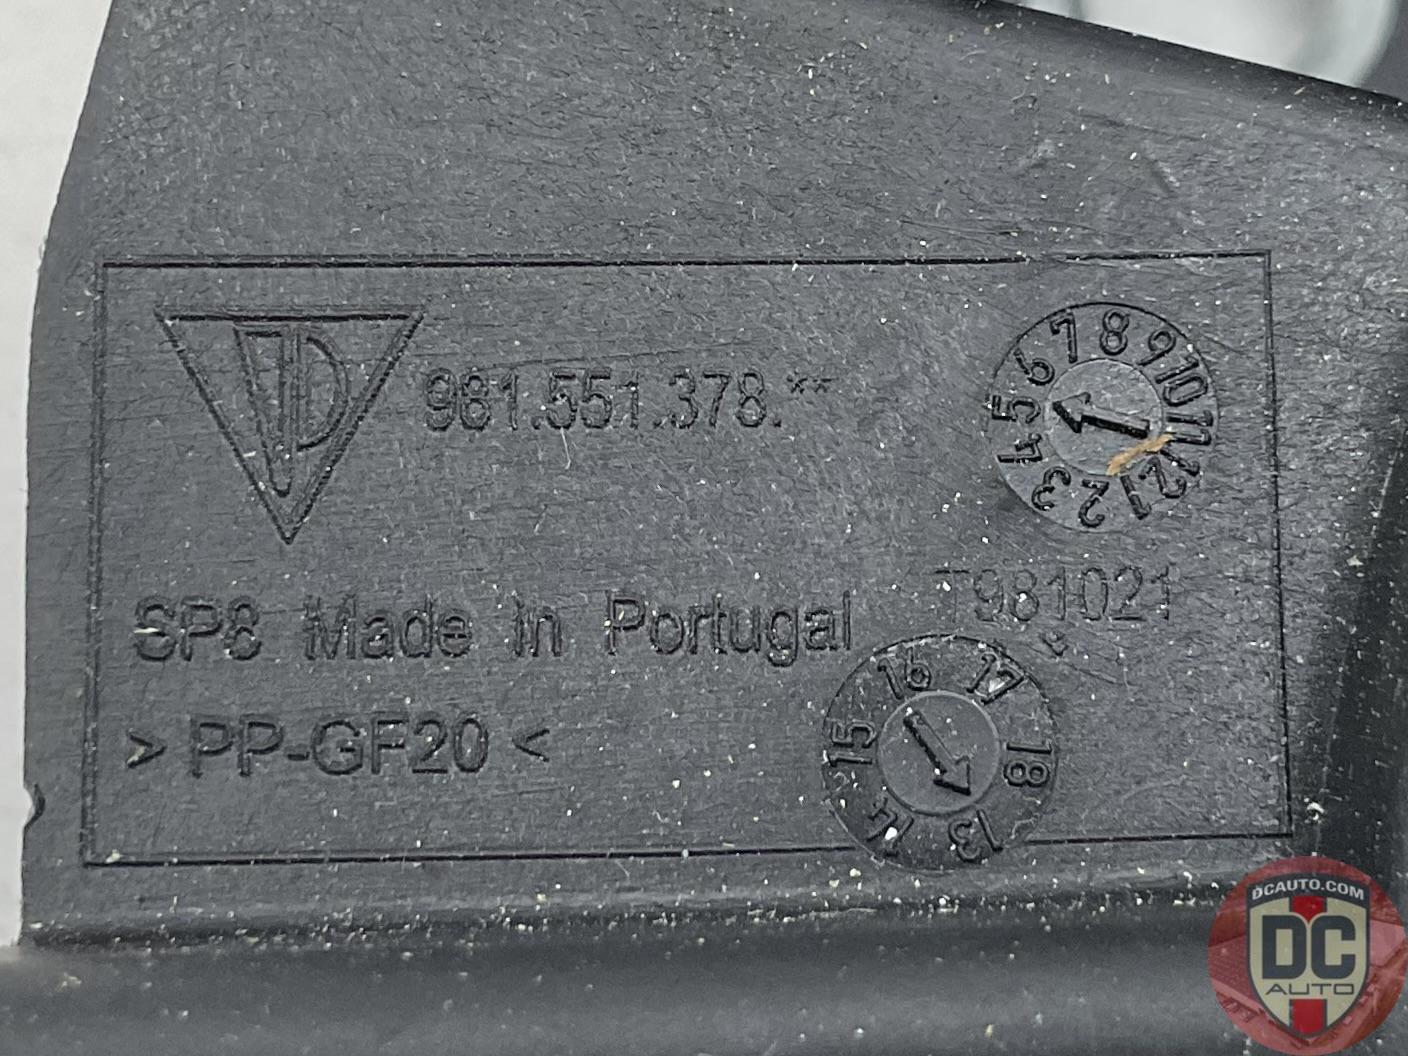 981.551.378.**
5 6 7 8 9 10 11 12 1 2 3 4
SP8 Made in Portugal
T981021
> PP-GF20 <
13 14 15 16 17 18
DCAUTO.COM
DC
AUTO